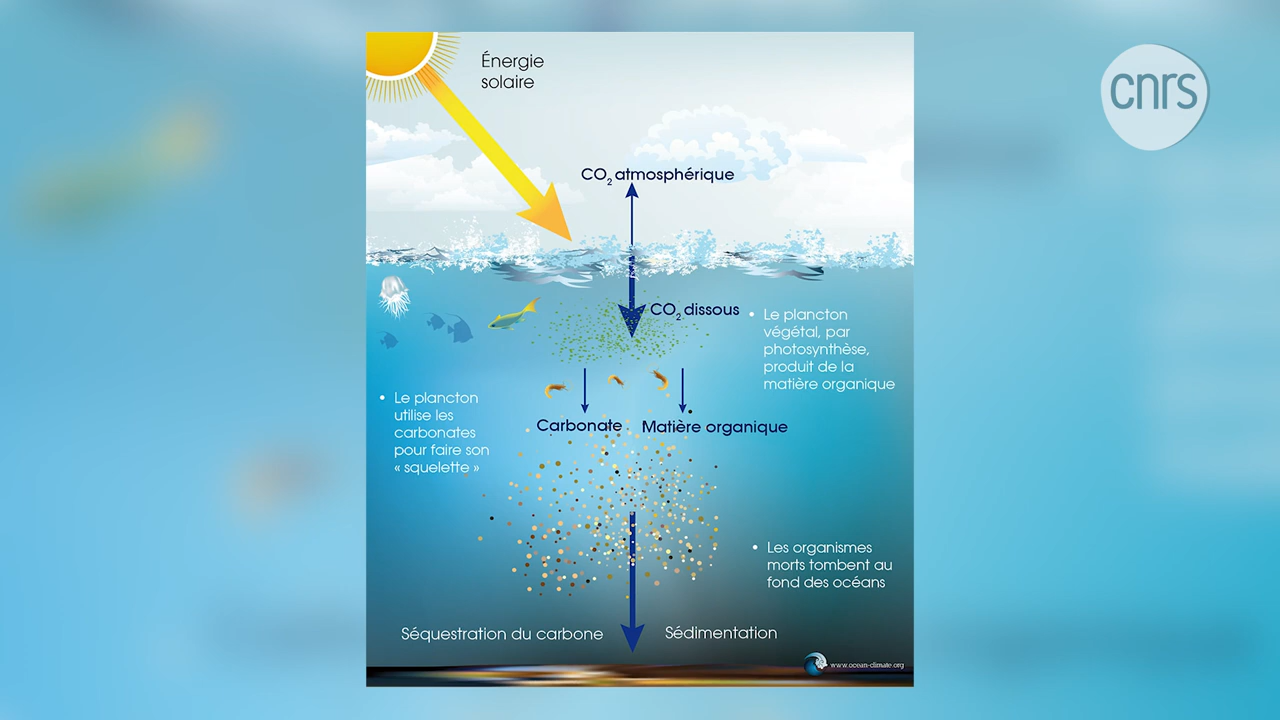 Énergie
solaire
cnrs
CO2 atmosphérique
CO2 dissous
• Le plancton
végétal, par
photosynthèse,
produit de la
matière organique
• Le plancton
utilise les
carbonates
pour faire son
« squelette »
Carbonate
Matière organique
• Les organismes
morts tombent au
fond des océans
Séquestration du carbone
Sédimentation
www.ocean-climate.org